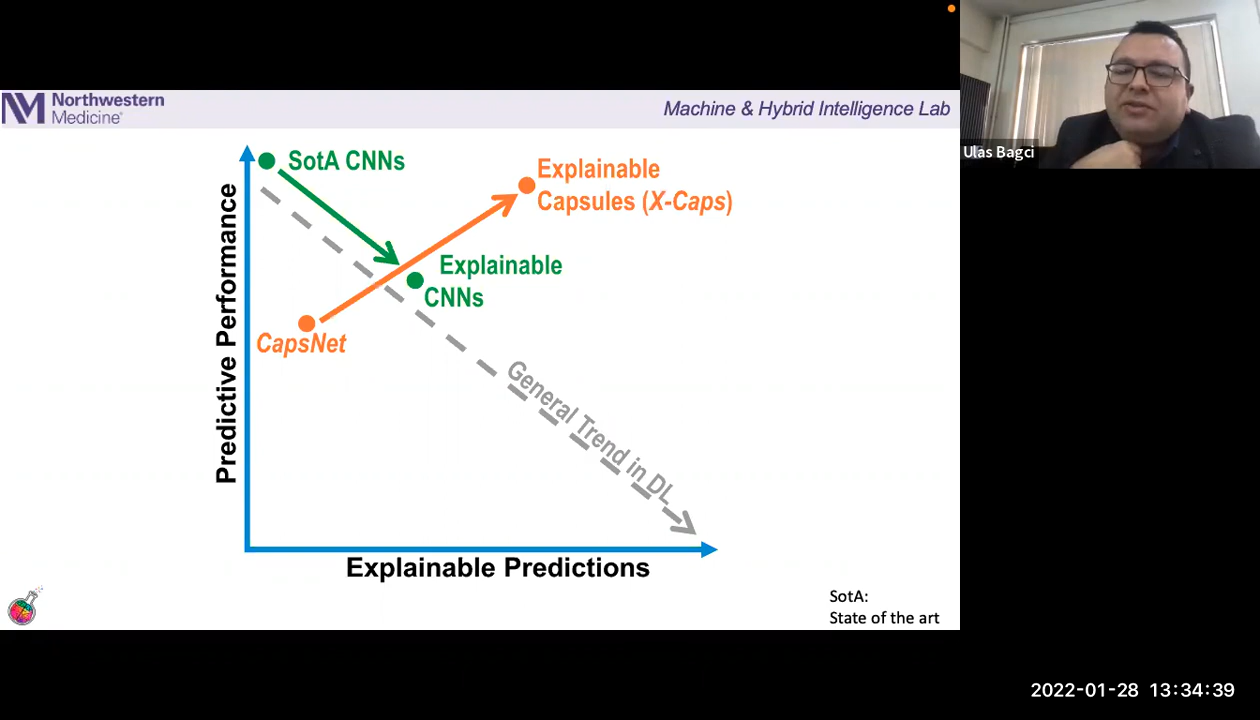 Northwestern
Medicine®
Machine & Hybrid Intelligence Lab
Ulas Bagci
SotA CNNs
Explainable
Capsules (X-Caps)
Explainable
CNNs
CapsNet
General Trend in DL
Predictive Performance
Explainable Predictions
SotA:
State of the art
2022-01-28 13:34:39